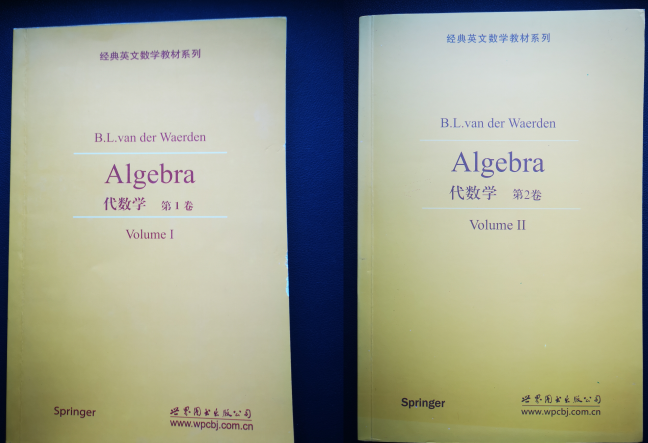 经典英文数学教材系列
B.L.van der Waerden
Algebra
代数学 第1卷
Volume I
Springer
世界图书出版公司
www.wpcbj.com.cn
经典英文数学教材系列
B.L.van der Waerden
Algebra
代数学 第2卷
Volume II
Springer
世界图书出版公司
www.wpcbj.com.cn